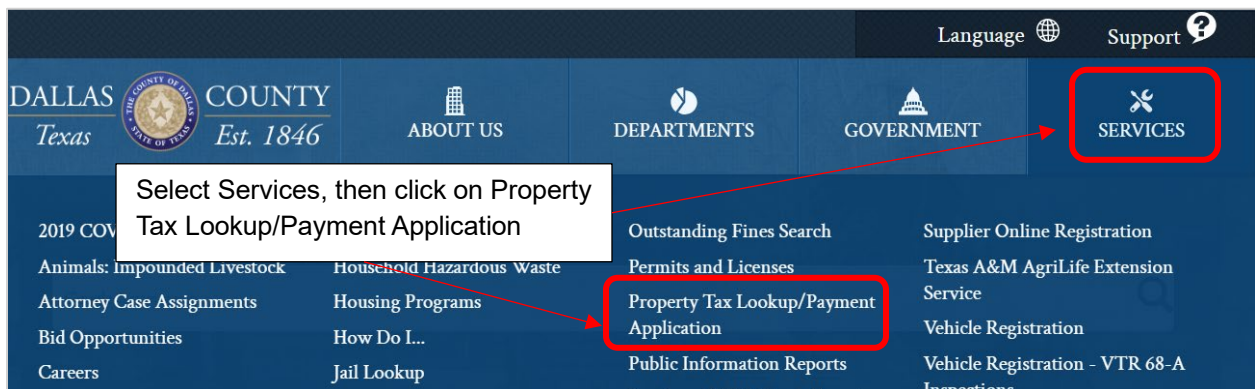 Language
Support
DALLAS COUNTY
Texas Est. 1846
THE COUNTY OF DALLAS
STATE OF TEXAS
ABOUT US
DEPARTMENTS
GOVERNMENT
SERVICES
Select Services, then click on Property
Tax Lookup/Payment Application
2019 COV
Animals: Impounded Livestock
Attorney Case Assignments
Bid Opportunities
Careers
Household Hazardous Waste
Housing Programs
How Do I...
Jail Lookup
Outstanding Fines Search
Permits and Licenses
Property Tax Lookup/Payment
Application
Public Information Reports
Supplier Online Registration
Texas A&M AgriLife Extension
Service
Vehicle Registration
Vehicle Registration - VTR 68-A
Inspections